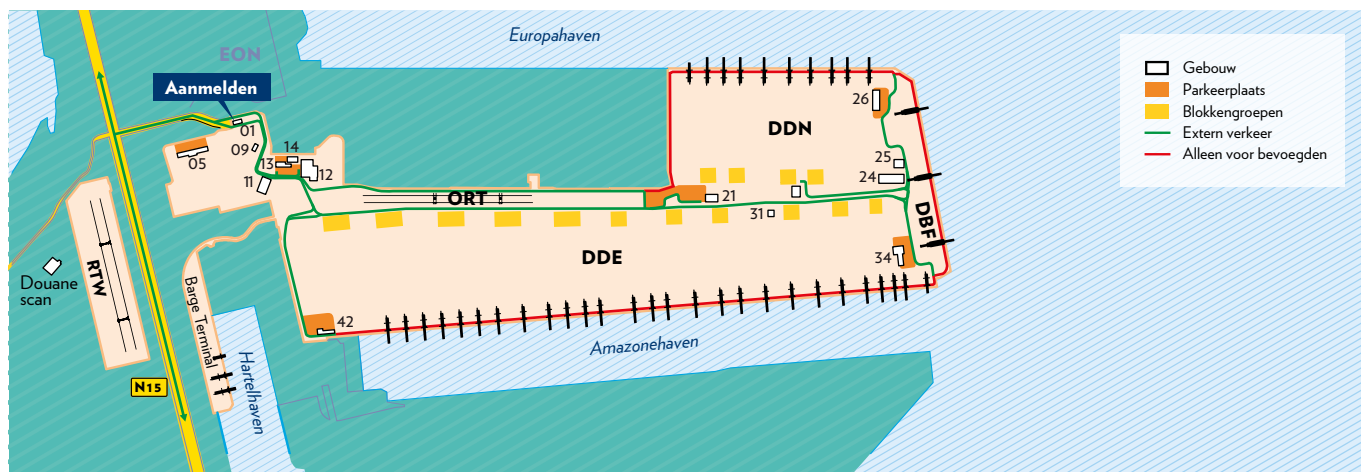 Europahaven
EON
Aanmelden
01
09
05
14
13
11
12
ORT
DDN
26
25
24
21
31
DBF
DDE
34
42
RTW
Douane
scan
Barge Terminal
N15
Hartelhaven
Amazonehaven
Gebouw
Parkeerplaats
Blokkengroepen
Extern verkeer
Alleen voor bevoegden